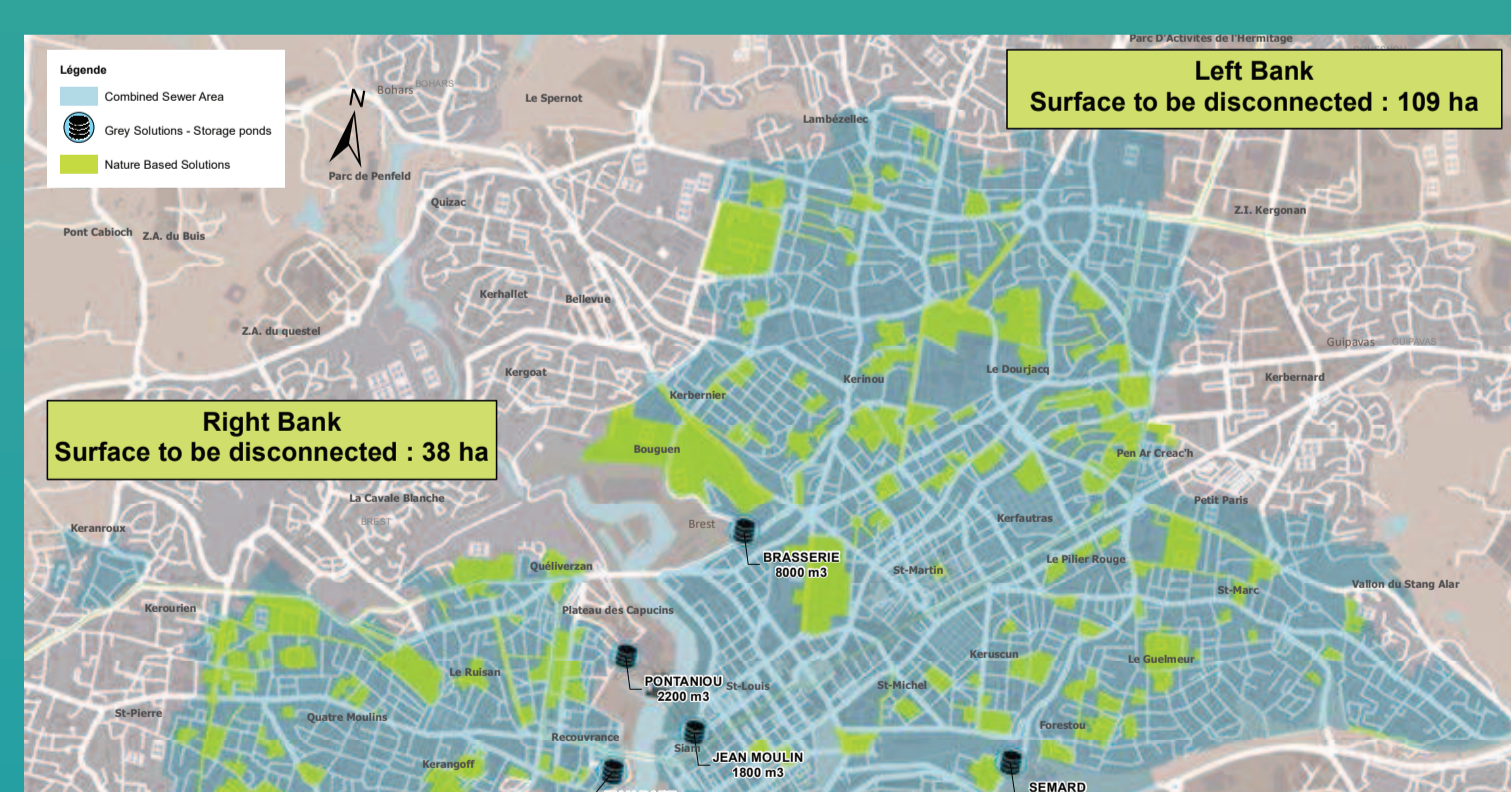 Parc D'Activités de l'Hermitage
Left Bank
Surface to be disconnected : 109 ha
Légende
Combined Sewer Area
Grey Solutions - Storage ponds
Nature Based Solutions
N
Bohars
BOHARS
Le Spernot
Lambézellec
Parc de Penfeld
Quizac
Z.I. Kergonan
Pont Cabioch
Z.A. du Buis
Kerhallet
Bellevue
Z.A. du questel
Guipavas
GUIPAVAS
Kergoat
Kerinou
Le Dourjacq
Kerbernard
Kerbernier
Right Bank
Surface to be disconnected : 38 ha
Bouguen
Pen Ar Creac'h
La Cavale Blanche
BREST
Petit Paris
Keranroux
Brest
Kerfautras
BRASSERIE
8000 m3
Le Pilier Rouge
Quéliverzan
St-Martin
St-Marc
Vallon du Stang Alar
Kerourien
Plateau des Capucins
Keruscun
Le Guelmeur
Le Ruisan
PONTANIOU
2200 m3
St-Louis
St-Michel
St-Pierre
Quatre Moulins
Forestou
Recouvrance
Siam
JEAN MOULIN
1800 m3
Kerangoff
SEMARD